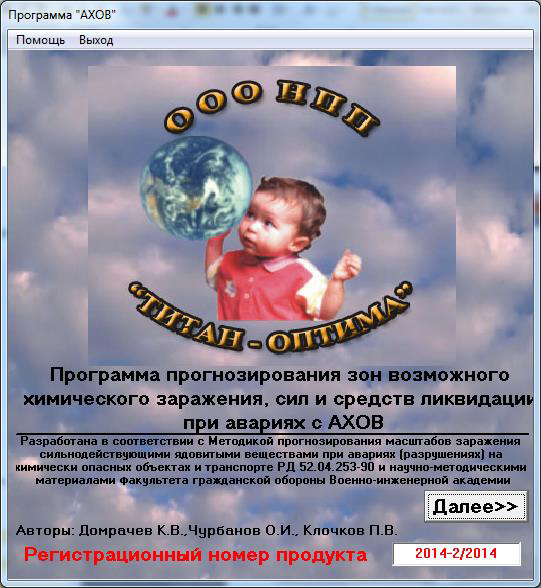 Программа "АХОВ"
Помощь Выход
ООО НПП
"ТИТАН - ОПТИМА"
Программа прогнозирования зон возможного
химического заражения, сил и средств ликвидации
при авариях с АХОВ
Разработана в соответствии с Методикой прогнозирования масштабов заражения
сильнодействующими ядовитыми веществами при авариях (разрушениях) на
химически опасных объектах и транспорте РД 52.04.253-90 и научно-методическими
материалами факультета гражданской обороны Военно-инженерной академии
Далее>>
Авторы: Домрачев К.В.,Чурбанов О.И., Клочков П.В.
Регистрационный номер продукта 2014-2/2014